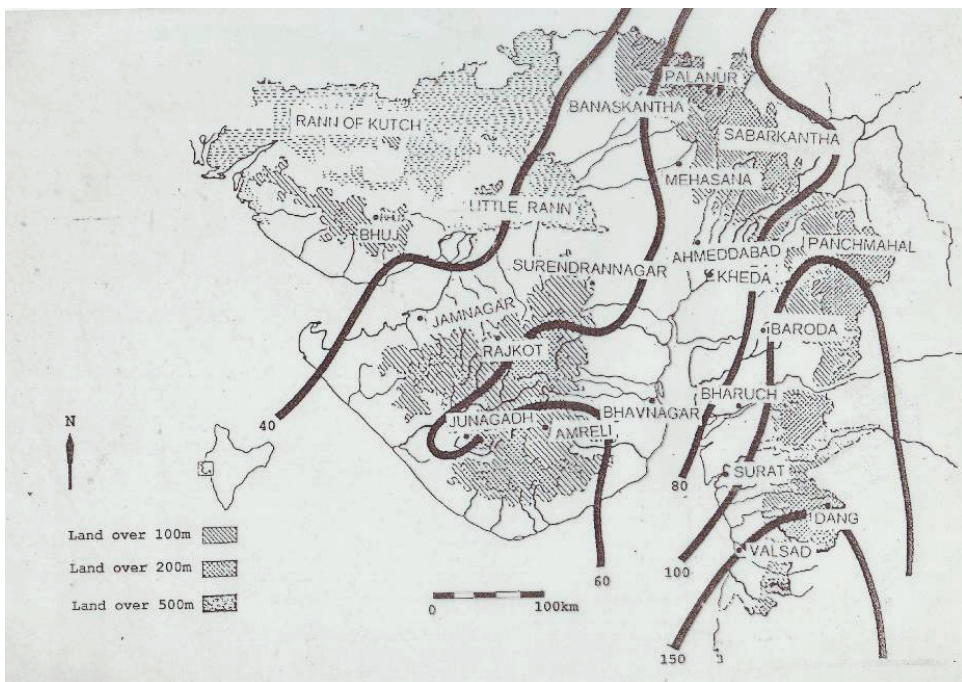 PALANUR
BANASKANTHA
RANN OF KUTCH
SABARKANTHA
MEHASANA
LITTLE RANN
BHUJ
AHMEDDABAD
PANCHMAHAL
SURENDRANNAGAR
KHEDA
JAMNAGAR
BARODA
RAJKOT
BHARUCH
BHAVNAGAR
JUNAGADH
AMRELI
N
40
SURAT
80
DANG
Land over 100m
VALSAD
Land over 200m
60
100
Land over 500m
0 100km
150